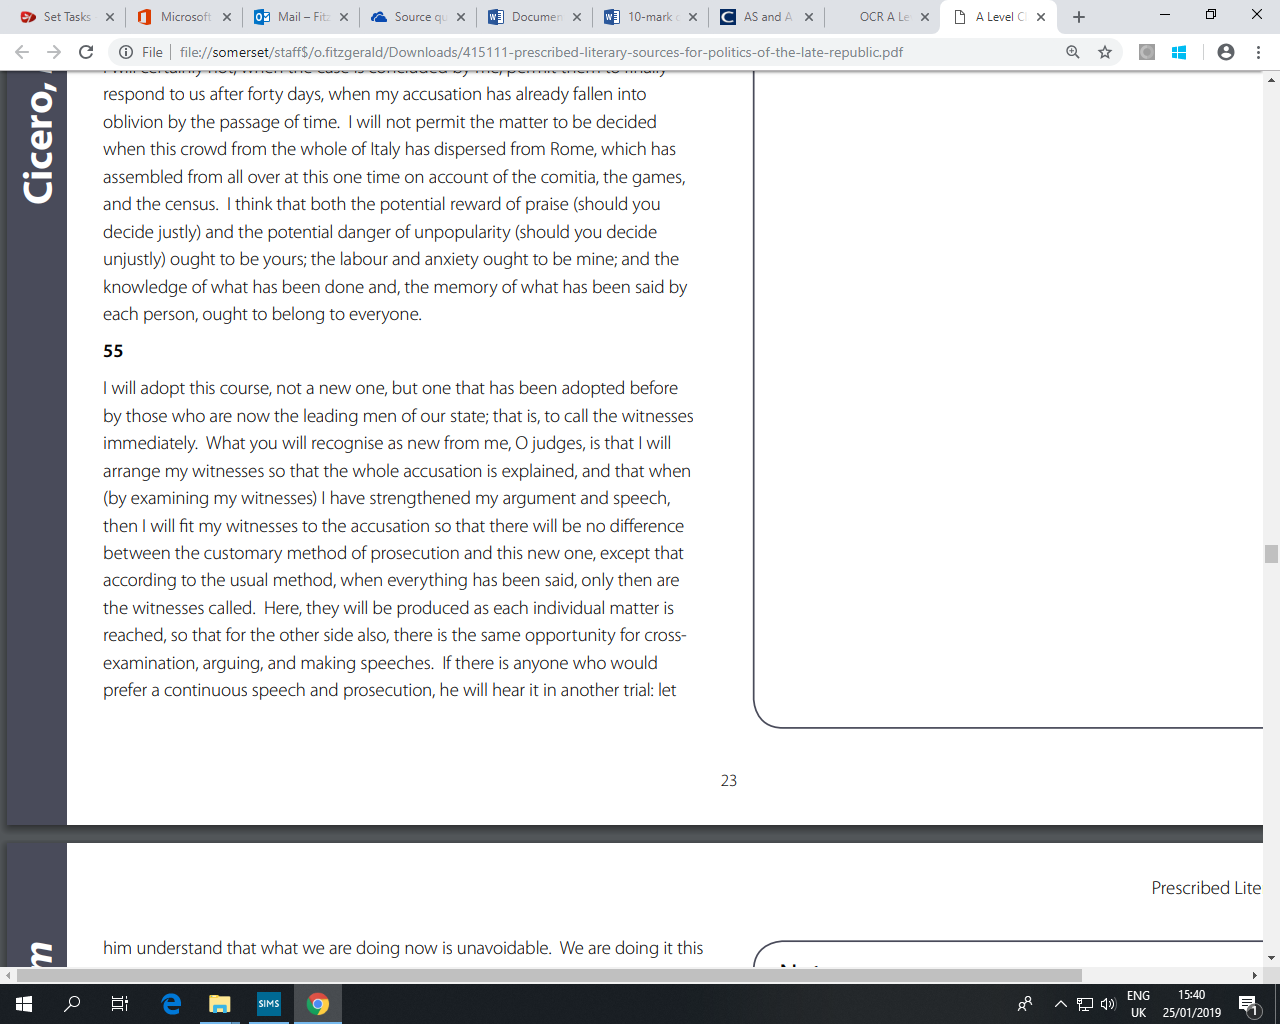 Set Tasks
Microsoft
Mail – Fitz
Source qu
Documen
10-mark c
AS and A
OCR A Le
A Level Cl
File file://somerset/staff$/o.fitzgerald/Downloads/415111-prescribed-literary-sources-for-politics-of-the-late-republic.pdf
Cicero,
I will certainly not, when the case is concluded by me, permit them to finally
respond to us after forty days, when my accusation has already fallen into
oblivion by the passage of time. I will not permit the matter to be decided
when this crowd from the whole of Italy has dispersed from Rome, which has
assembled from all over at this one time on account of the comitia, the games,
and the census. I think that both the potential reward of praise (should you
decide justly) and the potential danger of unpopularity (should you decide
unjustly) ought to be yours; the labour and anxiety ought to be mine; and the
knowledge of what has been done and, the memory of what has been said by
each person, ought to belong to everyone.
55
I will adopt this course, not a new one, but one that has been adopted before
by those who are now the leading men of our state; that is, to call the witnesses
immediately. What you will recognise as new from me, O judges, is that I will
arrange my witnesses so that the whole accusation is explained, and that when
(by examining my witnesses) I have strengthened my argument and speech,
then I will fit my witnesses to the accusation so that there will be no difference
between the customary method of prosecution and this new one, except that
according to the usual method, when everything has been said, only then are
the witnesses called. Here, they will be produced as each individual matter is
reached, so that for the other side also, there is the same opportunity for cross-
examination, arguing, and making speeches. If there is anyone who would
prefer a continuous speech and prosecution, he will hear it in another trial: let
23
Prescribed Lite
him understand that what we are doing now is unavoidable. We are doing it this
SIMS
ENG
UK
15:40
25/01/2019
1